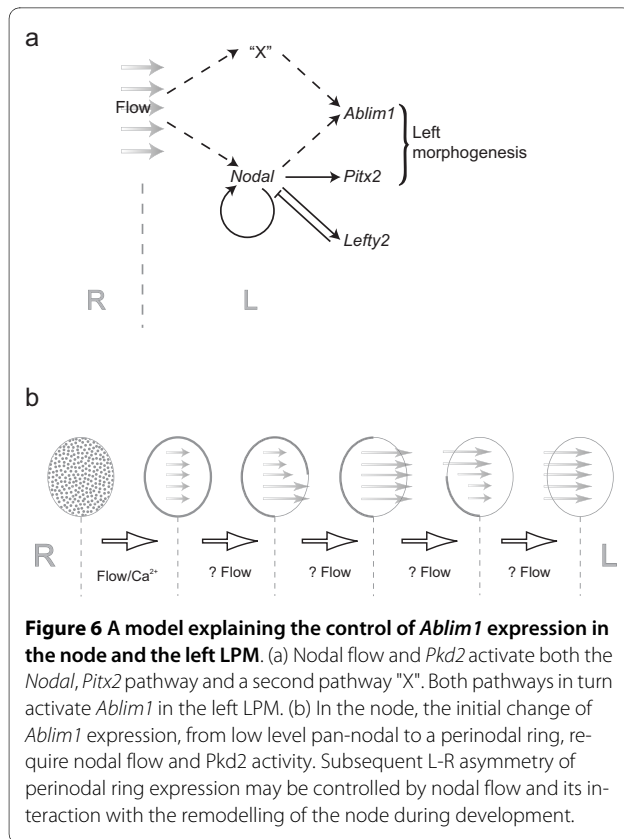 a
"X"
Flow
Ablim1
Left
morphogenesis
Nodal
Pitx2
Lefty2
R
L
b
R
L
Flow/Ca²⁺
? Flow
? Flow
? Flow
? Flow
Figure 6 A model explaining the control of Ablim1 expression in
the node and the left LPM. (a) Nodal flow and Pkd2 activate both the
Nodal, Pitx2 pathway and a second pathway "X". Both pathways in turn
activate Ablim1 in the left LPM. (b) In the node, the initial change of
Ablim1 expression, from low level pan-nodal to a perinodal ring, re-
quire nodal flow and Pkd2 activity. Subsequent L-R asymmetry of
perinodal ring expression may be controlled by nodal flow and its in-
teraction with the remodelling of the node during development.